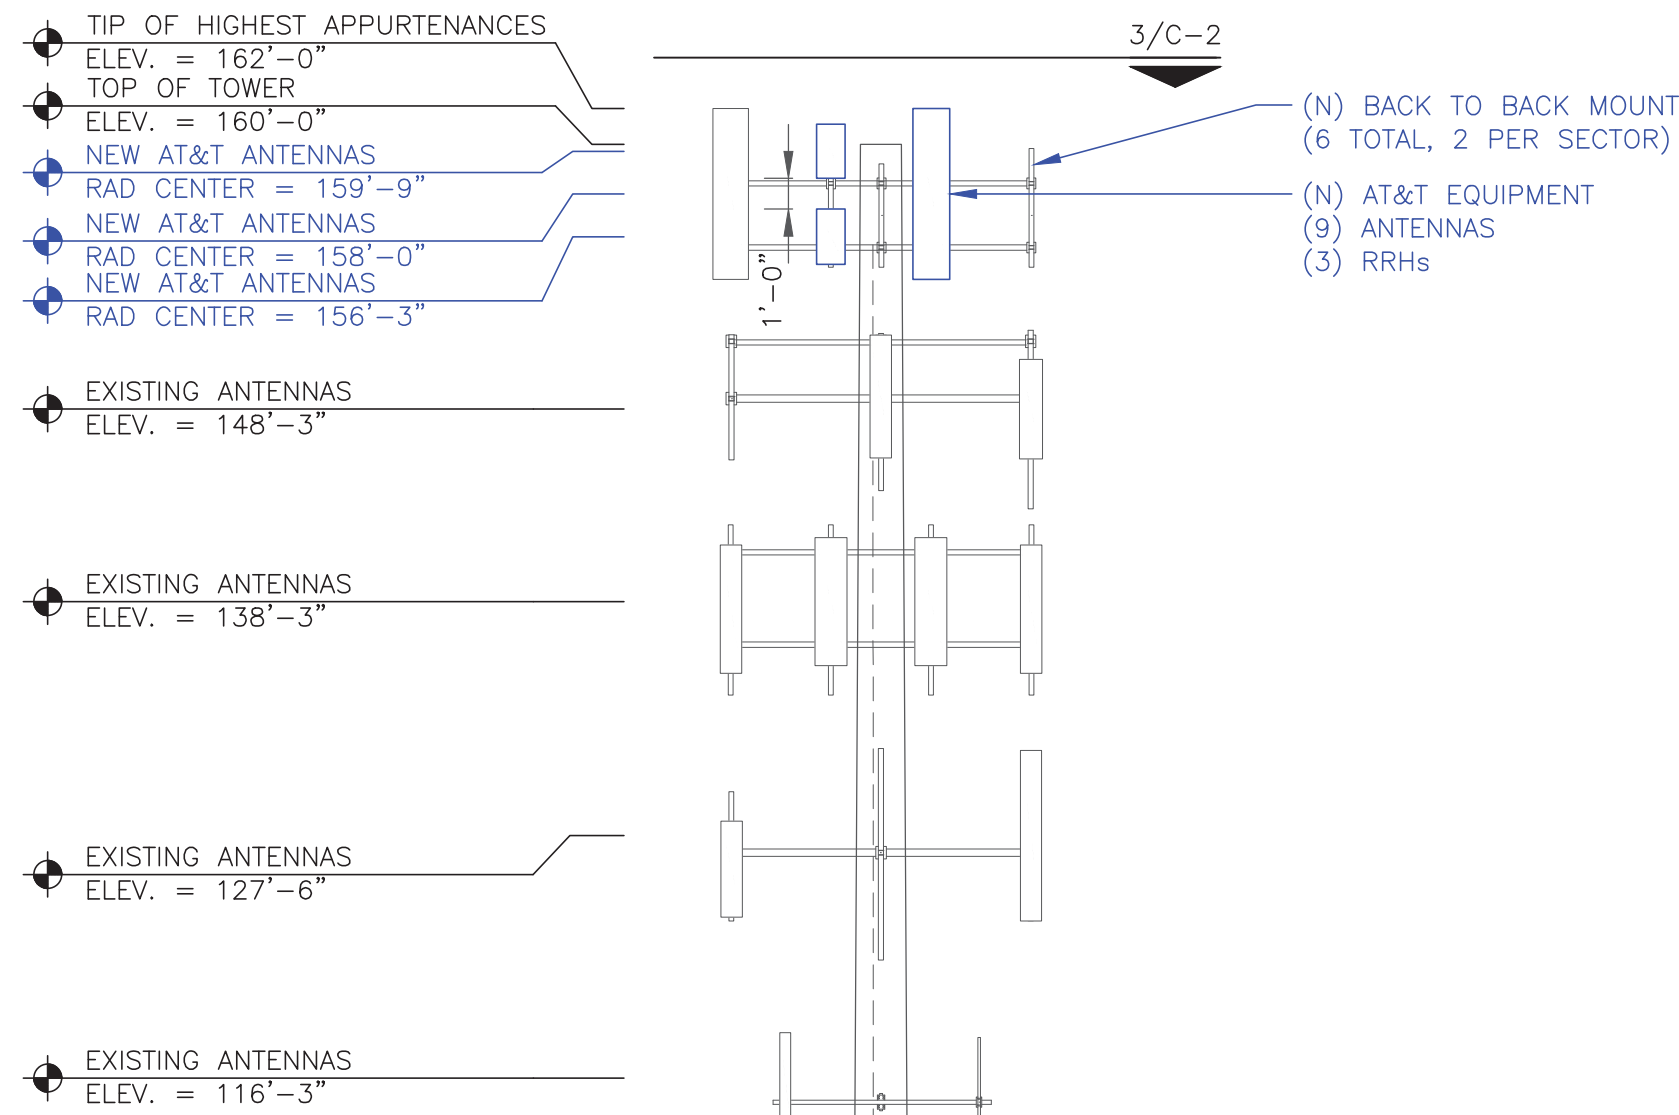 TIP OF HIGHEST APPURTENANCES
ELEV. = 162'-0"
TOP OF TOWER
ELEV. = 160'-0"
NEW AT&T ANTENNAS
RAD CENTER = 159'-9"
NEW AT&T ANTENNAS
RAD CENTER = 158'-0"
NEW AT&T ANTENNAS
RAD CENTER = 156'-3"
EXISTING ANTENNAS
ELEV. = 148'-3"
EXISTING ANTENNAS
ELEV. = 138'-3"
EXISTING ANTENNAS
ELEV. = 127'-6"
EXISTING ANTENNAS
ELEV. = 116'-3"
1'-0"
3/C-2
(N) BACK TO BACK MOUNT
(6 TOTAL, 2 PER SECTOR)
(N) AT&T EQUIPMENT
(9) ANTENNAS
(3) RRHs